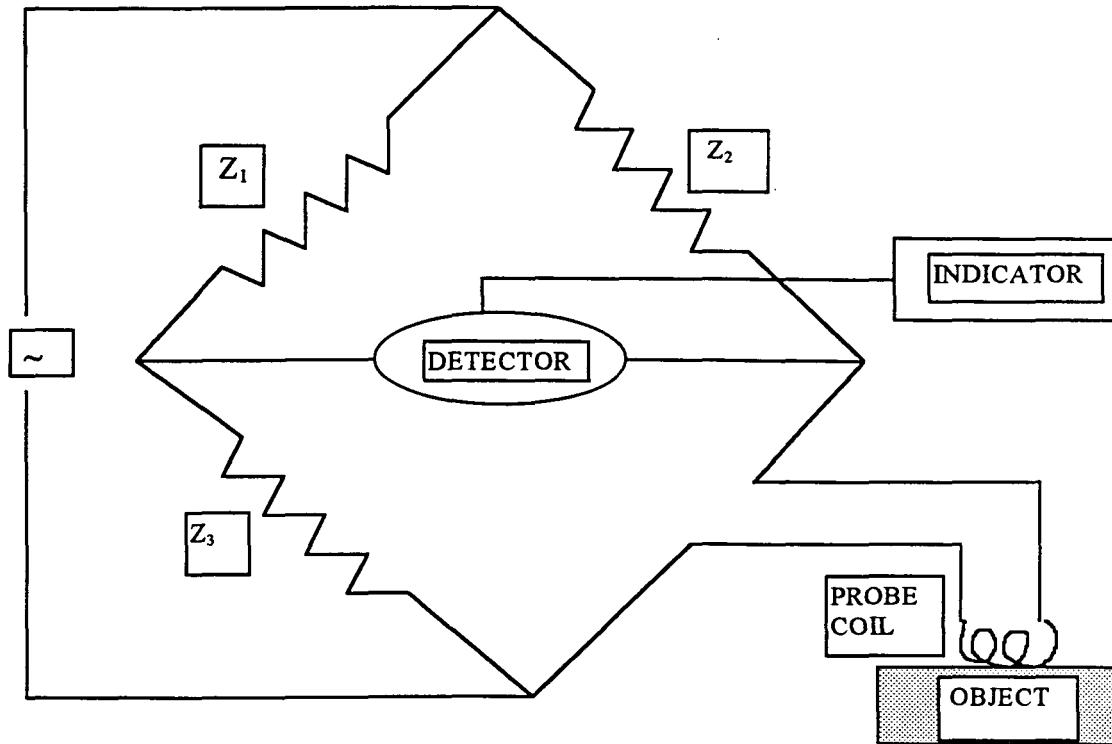 Z₁
Z₂
INDICATOR
~
DETECTOR
Z₃
PROBE
COIL
OBJECT